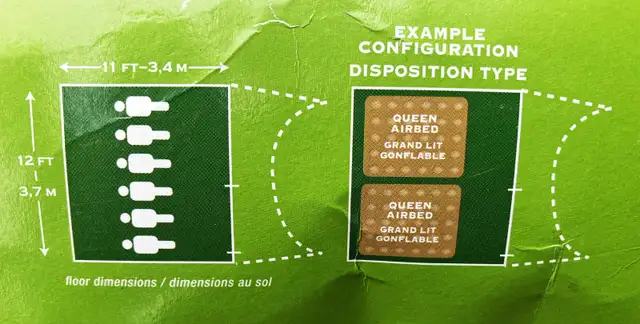 11 FT–3,4 M
12 FT
3,7 M
floor dimensions / dimensions au sol
EXAMPLE
CONFIGURATION
DISPOSITION TYPE
QUEEN
AIRBED
GRAND LIT
GONFLABLE
QUEEN
AIRBED
GRAND LIT
GONFLABLE